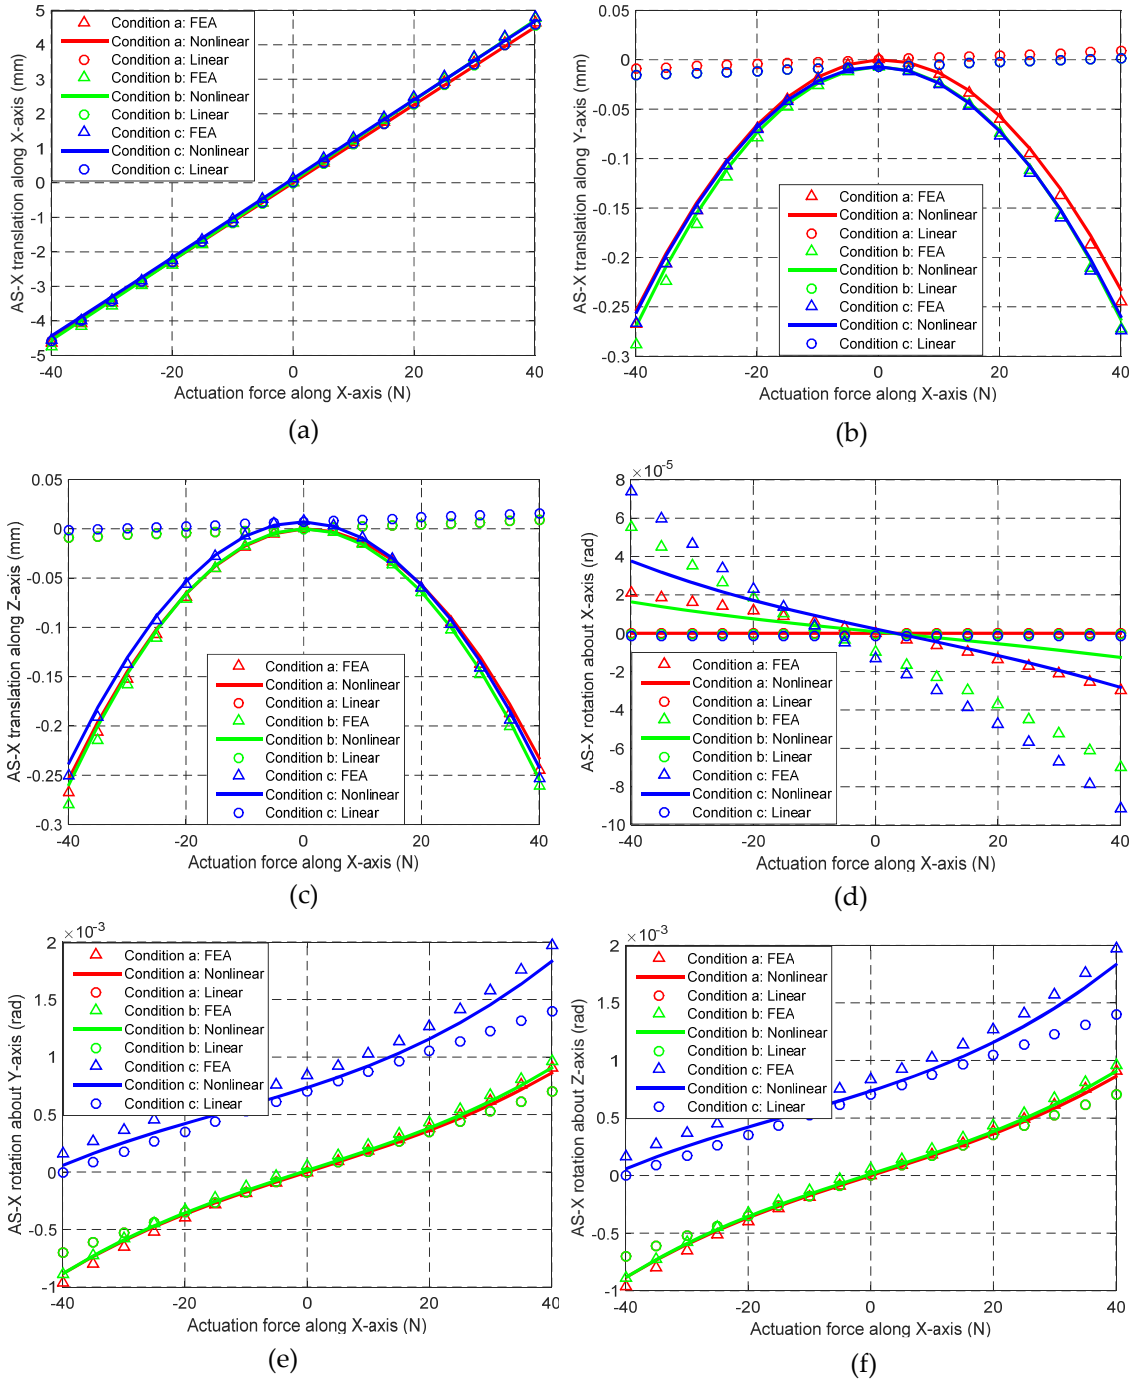 5
4
3
2
1
0
-1
-2
-3
-4
-5
-40
-20
0
20
40
AS-X translation along X-axis (mm)
Actuation force along X-axis (N)
Condition a: FEA
Condition a: Nonlinear
Condition a: Linear
Condition b: FEA
Condition b: Nonlinear
Condition b: Linear
Condition c: FEA
Condition c: Nonlinear
Condition c: Linear
(a)
0.05
0
-0.05
-0.1
-0.15
-0.2
-0.25
-0.3
-40
-20
0
20
40
AS-X translation along Y-axis (mm)
Actuation force along X-axis (N)
Condition a: FEA
Condition a: Nonlinear
Condition a: Linear
Condition b: FEA
Condition b: Nonlinear
Condition b: Linear
Condition c: FEA
Condition c: Nonlinear
Condition c: Linear
(b)
0.05
0
-0.05
-0.1
-0.15
-0.2
-0.25
-0.3
-40
-20
0
20
40
AS-X translation along Z-axis (mm)
Actuation force along X-axis (N)
Condition a: FEA
Condition a: Nonlinear
Condition a: Linear
Condition b: FEA
Condition b: Nonlinear
Condition b: Linear
Condition c: FEA
Condition c: Nonlinear
Condition c: Linear
(c)
×10⁻⁵
8
6
4
2
0
-2
-4
-6
-8
-10
-40
-20
0
20
40
AS-X rotation about X-axis (rad)
Actuation force along X-axis (N)
Condition a: FEA
Condition a: Nonlinear
Condition a: Linear
Condition b: FEA
Condition b: Nonlinear
Condition b: Linear
Condition c: FEA
Condition c: Nonlinear
Condition c: Linear
(d)
×10⁻³
2
1.5
1
0.5
0
-0.5
-1
-40
-20
0
20
40
AS-X rotation about Y-axis (rad)
Actuation force along X-axis (N)
Condition a: FEA
Condition a: Nonlinear
Condition a: Linear
Condition b: FEA
Condition b: Nonlinear
Condition b: Linear
Condition c: FEA
Condition c: Nonlinear
Condition c: Linear
(e)
×10⁻³
2
1.5
1
0.5
0
-0.5
-1
-40
-20
0
20
40
AS-X rotation about Z-axis (rad)
Actuation force along X-axis (N)
Condition a: FEA
Condition a: Nonlinear
Condition a: Linear
Condition b: FEA
Condition b: Nonlinear
Condition b: Linear
Condition c: FEA
Condition c: Nonlinear
Condition c: Linear
(f)